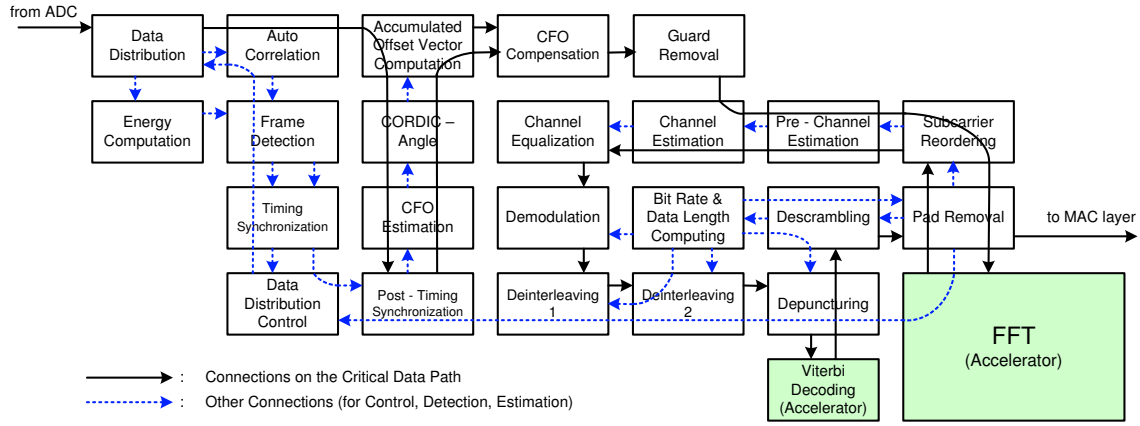 from ADC
Data
Distribution
Auto
Correlation
Accumulated
Offset Vector
Computation
CFO
Compensation
Guard
Removal
Energy
Computation
Frame
Detection
CORDIC –
Angle
Channel
Equalization
Channel
Estimation
Pre - Channel
Estimation
Subcarrier
Reordering
Timing
Synchronization
CFO
Estimation
Demodulation
Bit Rate &
Data Length
Computing
Descrambling
Pad Removal
to MAC layer
Data
Distribution
Control
Post - Timing
Synchronization
Deinterleaving
1
Deinterleaving
2
Depuncturing
FFT
(Accelerator)
Viterbi
Decoding
(Accelerator)
: Connections on the Critical Data Path
: Other Connections (for Control, Detection, Estimation)